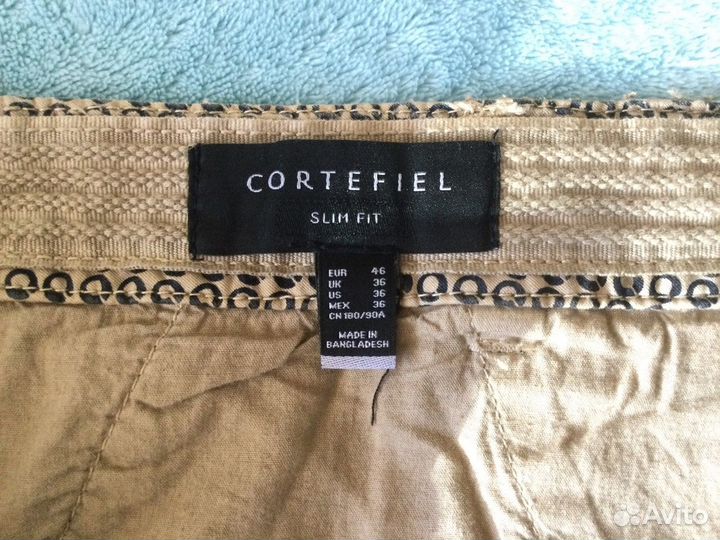 CORTEFIEL
SLIM FIT
EUR 46
UK 36
US 36
MEX 36
CN 180/90A
MADE IN
BANGLADESH
Avito